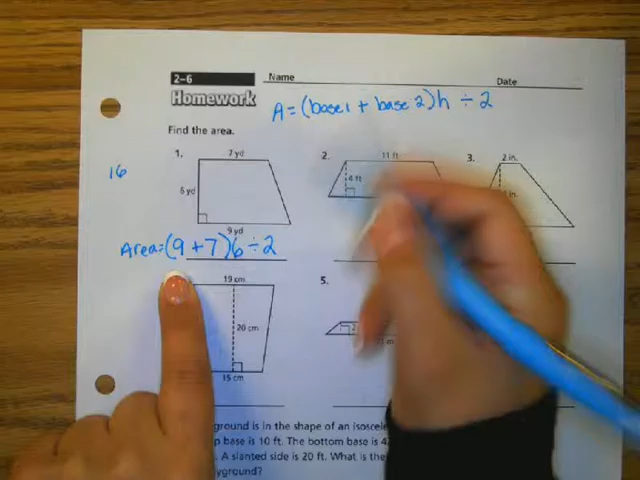 2–6 Name Date
Homework
A = (base 1 + base 2)h ÷ 2
Find the area.
1. 7 yd 2. 11 ft 3. 2 in.
16
6 yd 4 ft in.
9 yd
Area = (9 + 7)6 ÷ 2
19 cm 5.
20 cm
15 cm
ground is in the shape of an
base is 10 ft. The bottom base is
A slanted side is 20 ft. What is the
yground?